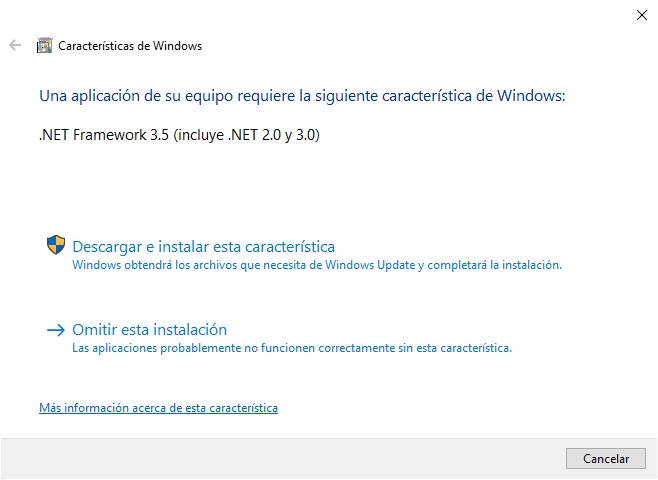 Características de Windows
Una aplicación de su equipo requiere la siguiente característica de Windows:
.NET Framework 3.5 (incluye .NET 2.0 y 3.0)
Descargar e instalar esta característica
Windows obtendrá los archivos que necesita de Windows Update y completará la instalación.
Omitir esta instalación
Las aplicaciones probablemente no funcionen correctamente sin esta característica.
Más información acerca de esta característica
Cancelar